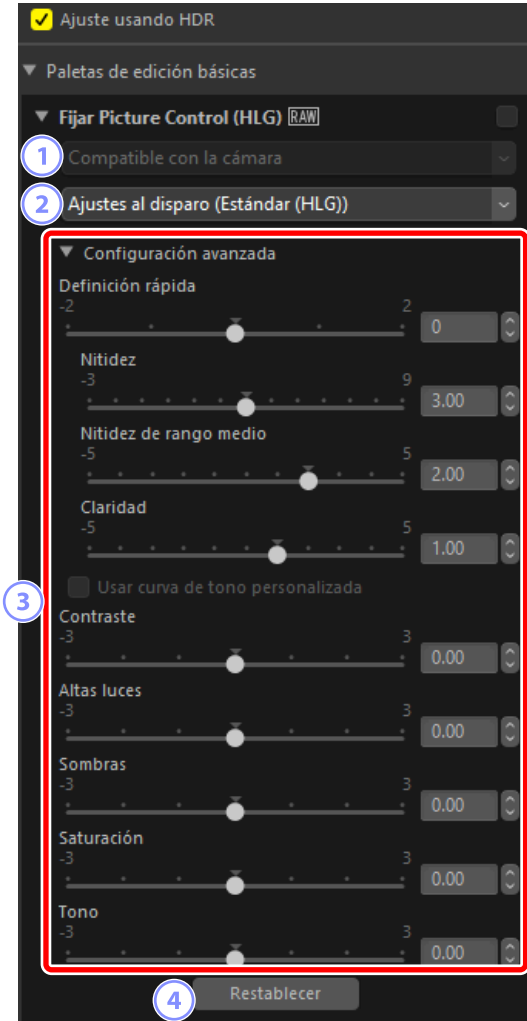 Ajuste usando HDR
Paletas de edición básicas
Fijar Picture Control (HLG) RAW
1 Compatible con la cámara
2 Ajustes al disparo (Estándar (HLG))
Configuración avanzada
Definición rápida
-2 2
0
Nitidez
-3 9
3.00
Nitidez de rango medio
-5 5
2.00
Claridad
-5 5
1.00
Usar curva de tono personalizada
3
Contraste
-3 3
0.00
Altas luces
-3 3
0.00
Sombras
-3 3
0.00
Saturación
-3 3
0.00
Tono
-3 3
0.00
4 Restablecer